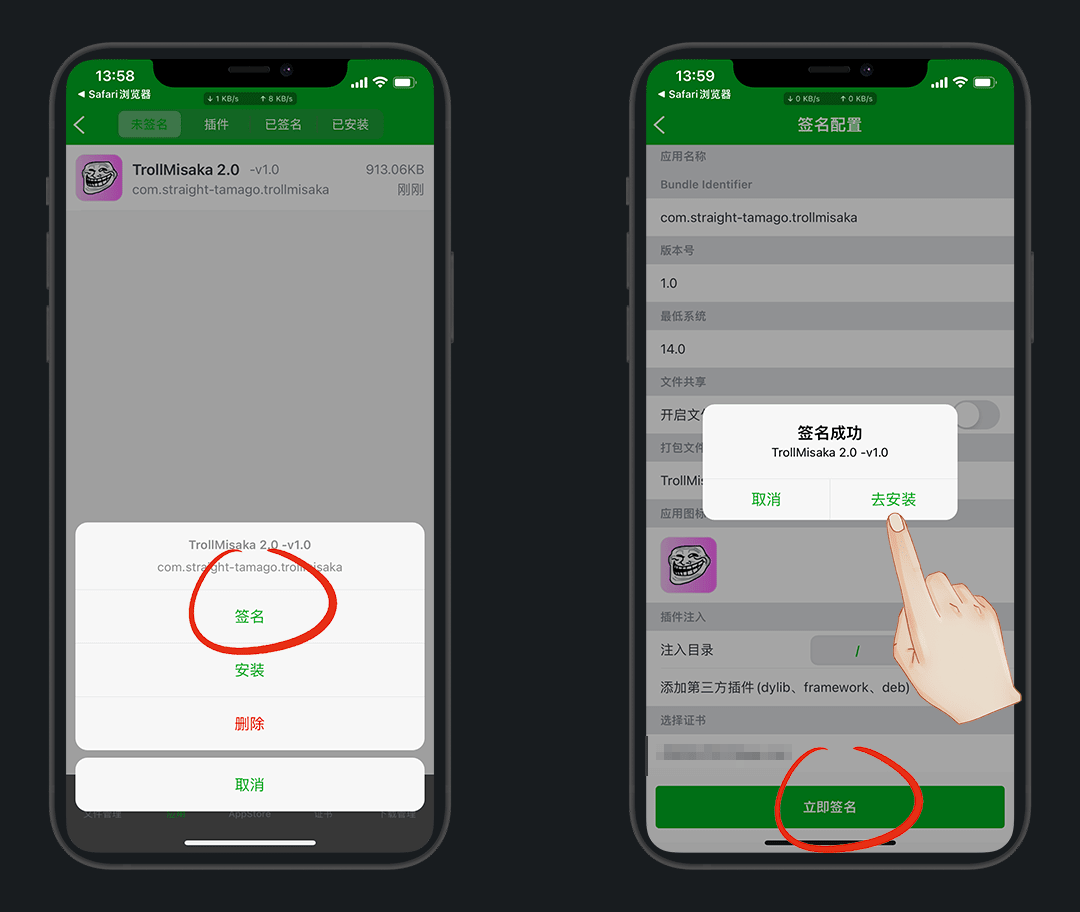 13:58
◀ Safari浏览器
↓ 1 KB/s ↑ 8 KB/s
未签名 插件 已签名 已安装
TrollMisaka 2.0 -v1.0 913.06KB
com.straight-tamago.trollmisaka 刚刚
TrollMisaka 2.0 -v1.0
com.straight-tamago.trollmisaka
签名
安装
删除
取消
文件管理 应用 AppStore 证书 下载管理
13:59
◀ Safari浏览器
↓ 0 KB/s ↑ 0 KB/s
签名配置
应用名称
Bundle Identifier
com.straight-tamago.trollmisaka
版本号
1.0
最低系统
14.0
文件共享
开启文
签名成功
TrollMisaka 2.0 -v1.0
取消 去安装
打包文
TrollMis
应用图
插件注入
注入目录 /
添加第三方插件(dylib、framework、deb)
选择证书
立即签名